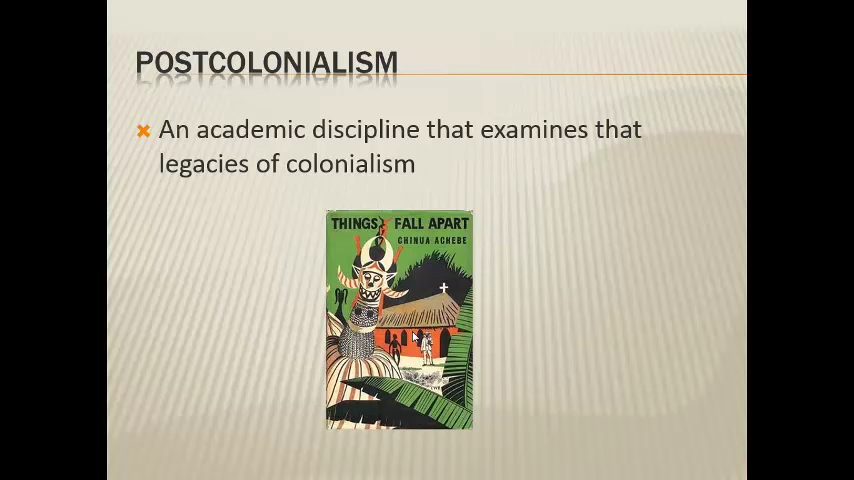 POSTCOLONIALISM
An academic discipline that examines that
legacies of colonialism
THINGS FALL APART
CHINUA ACHEBE